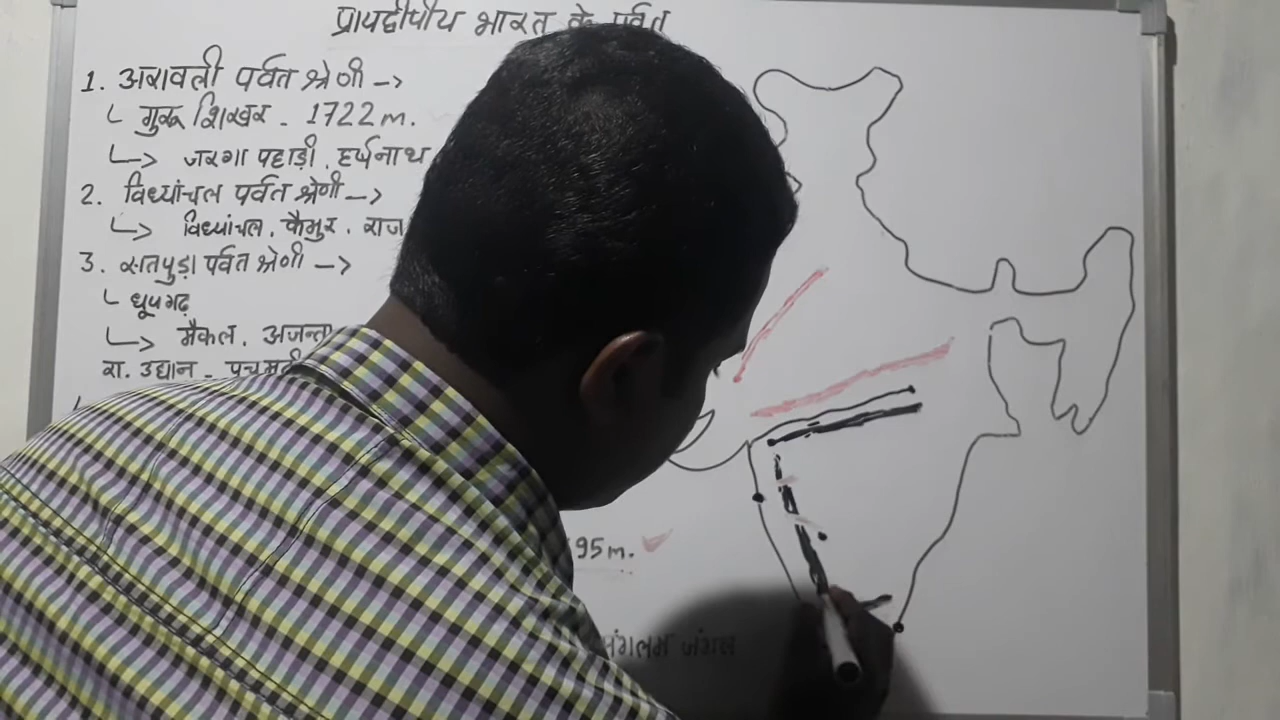 प्रायद्वीपीय भारत के पर्वत
1. अरावली पर्वत श्रेणी -->
└ गुरू शिखर - 1722 m.
└> जरगा पहाड़ी, हर्षनाथ
2. विध्यांचल पर्वत श्रेणी -->
└> विध्यांचल, कैमुर, राज
3. सतपुड़ा पर्वत श्रेणी -->
└ धूपगढ़
└> मैकल, अजन्ता
रा. उद्यान - पचमढ़ी
95 m.
जंगल